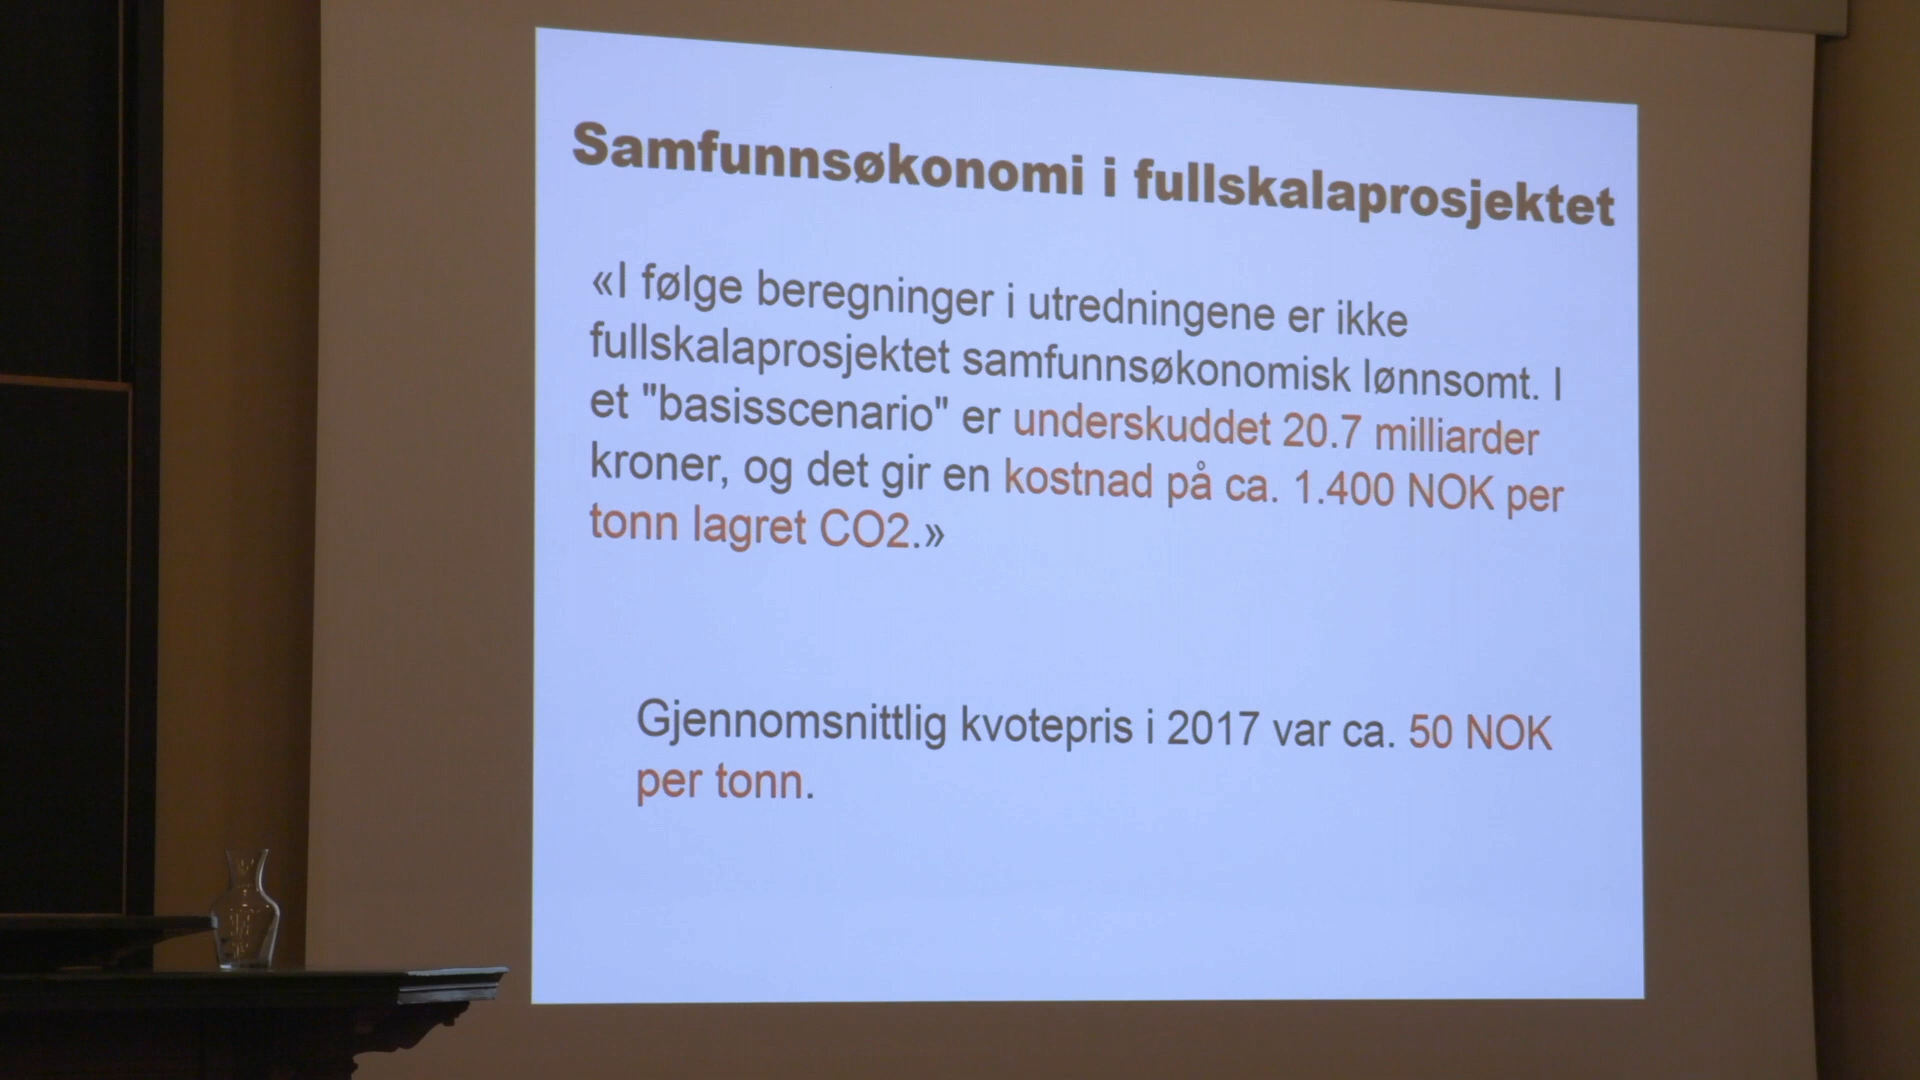 Samfunnsøkonomi i fullskalaprosjektet
«I følge beregninger i utredningene er ikke
fullskalaprosjektet samfunnsøkonomisk lønnsomt. I
et "basisscenario" er underskuddet 20.7 milliarder
kroner, og det gir en kostnad på ca. 1.400 NOK per
tonn lagret CO2.»
Gjennomsnittlig kvotepris i 2017 var ca. 50 NOK
per tonn.